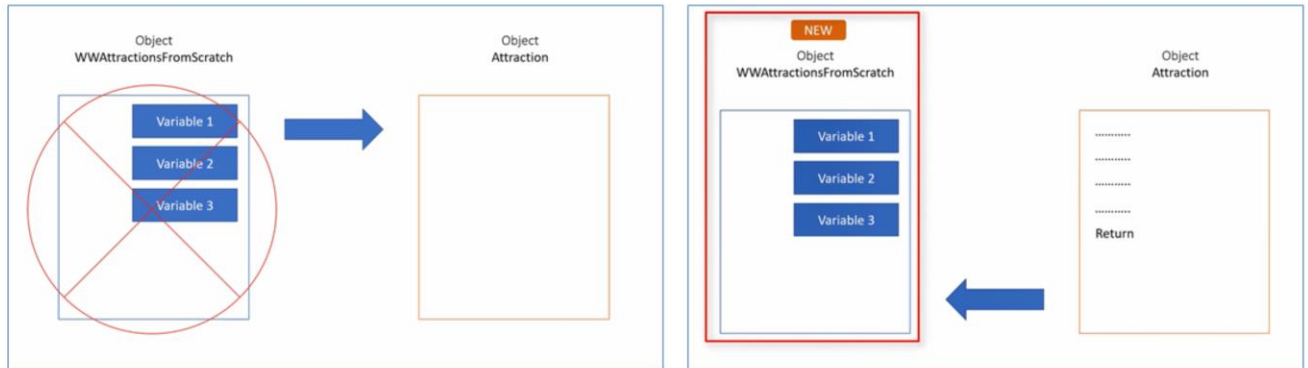 Object
WWAttractionsFromScratch
Variable 1
Variable 2
Variable 3
Object
Attraction
NEW
Object
WWAttractionsFromScratch
Variable 1
Variable 2
Variable 3
Object
Attraction
...........
...........
...........
...........
Return